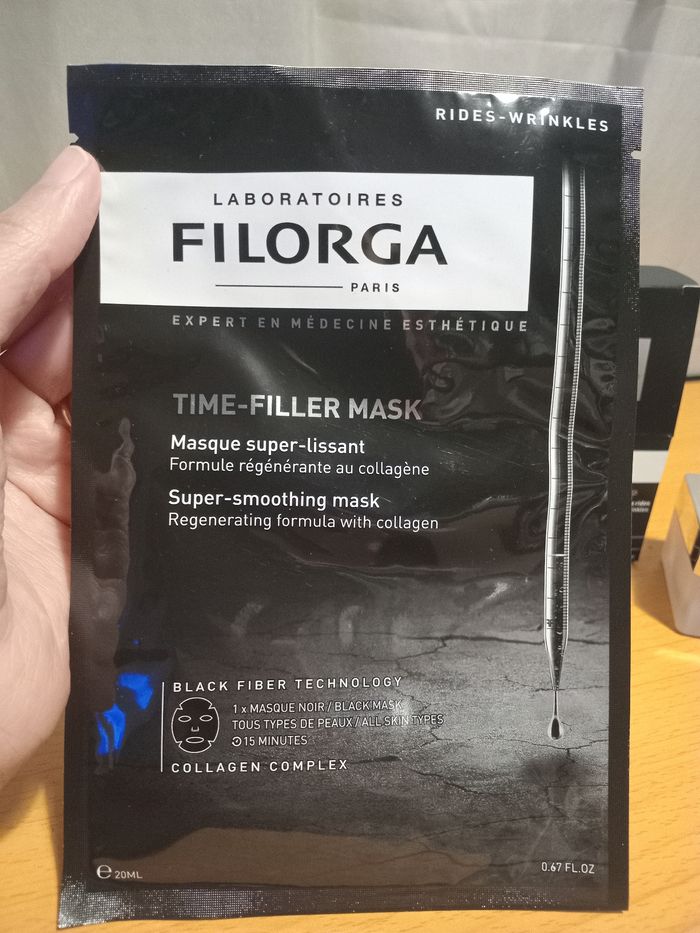 RIDES-WRINKLES
LABORATOIRES
FILORGA
PARIS
EXPERT EN MÉDECINE ESTHÉTIQUE
TIME-FILLER MASK
Masque super-lissant
Formule régénérante au collagène
Super-smoothing mask
Regenerating formula with collagen
BLACK FIBER TECHNOLOGY
1 x MASQUE NOIR / BLACK MASK
TOUS TYPES DE PEAUX / ALL SKIN TYPES
15 MINUTES
COLLAGEN COMPLEX
℮ 20ML
0.67 FL.OZ